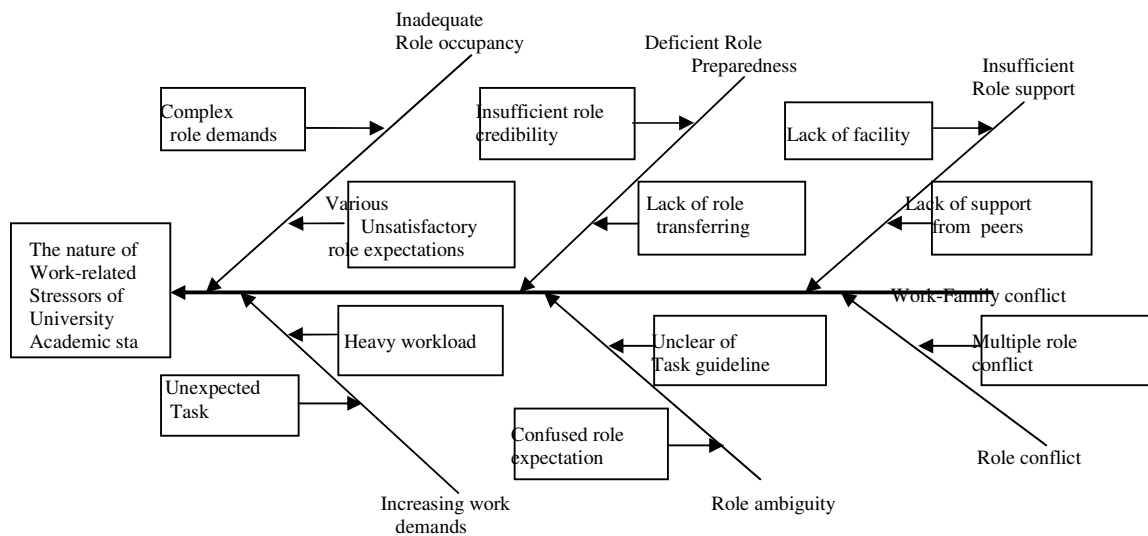 Inadequate
Role occupancy
Deficient Role
Preparedness
Insufficient
Role support
Complex
role demands
Insufficient role
credibility
Lack of facility
Various
Unsatisfactory
role expectations
Lack of role
transferring
Lack of support
from peers
The nature of
Work-related
Stressors of
University
Academic sta
Work-Family conflict
Heavy workload
Unclear of
Task guideline
Multiple role
conflict
Unexpected
Task
Confused role
expectation
Role conflict
Increasing work
demands
Role ambiguity